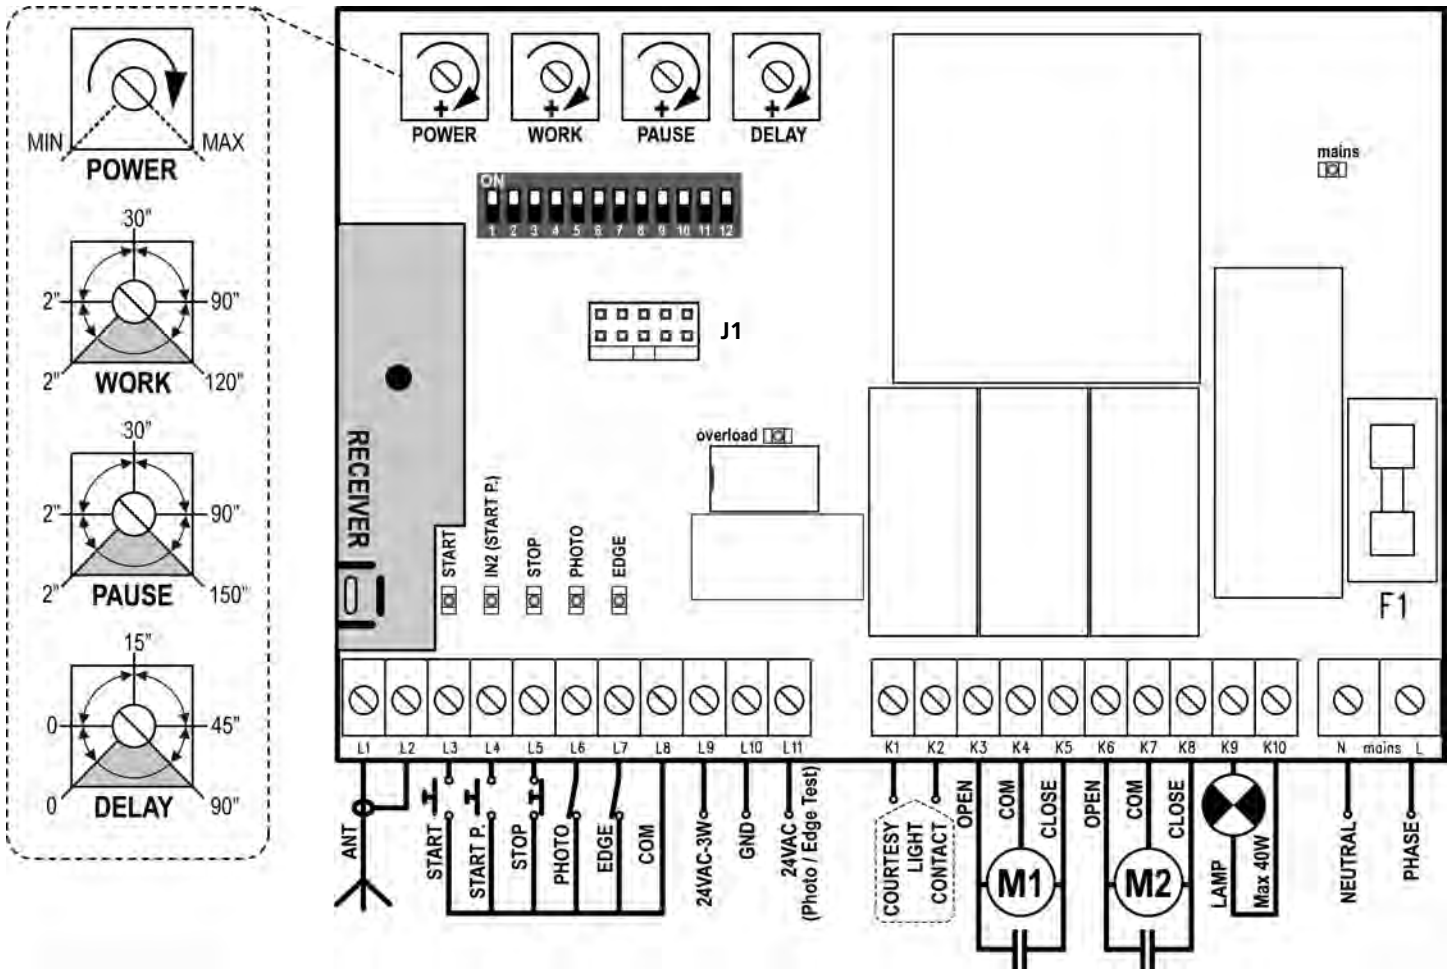 MIN
MAX
POWER
30"
2"
90"
2"
120"
WORK
30"
2"
90"
2"
150"
PAUSE
15"
0
45"
0
90"
DELAY
+ + + +
POWER WORK PAUSE DELAY
mains
ON
1 2 3 4 5 6 7 8 9 10 11 12
J1
overload
RECEIVER
START
IN2 (START P.)
STOP
PHOTO
EDGE
F1
L1 L2 L3 L4 L5 L6 L7 L8 L9 L10 L11
K1 K2 K3 K4 K5 K6 K7 K8 K9 K10
N mains L
ANT
START
START P.
STOP
PHOTO
EDGE
COM
24VAC-3W
GND
24VAC
(Photo / Edge Test)
COURTESY
LIGHT
CONTACT
OPEN
COM
CLOSE
M1
OPEN
COM
CLOSE
M2
LAMP
Max 40W
NEUTRAL
PHASE